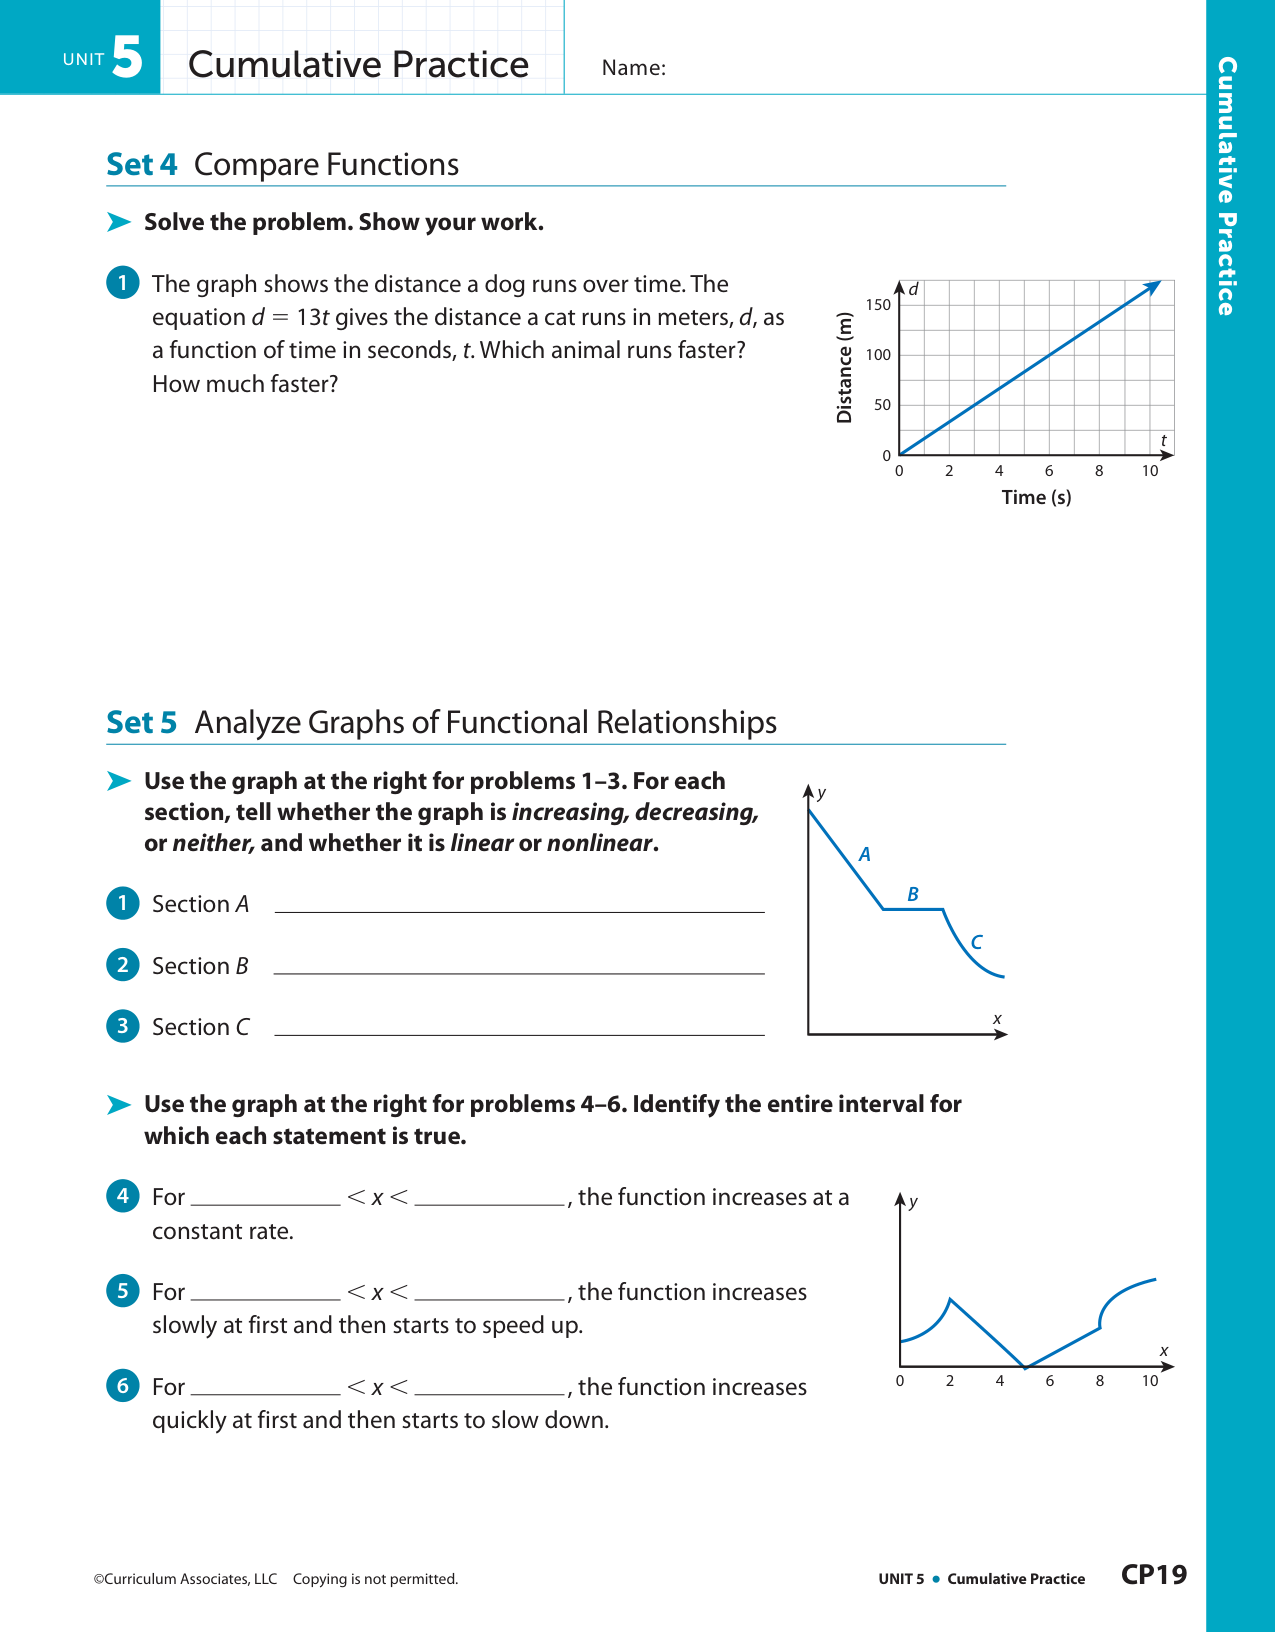 UNIT 5 Cumulative Practice Name:
Cumulative Practice
Set 4 Compare Functions
➤ Solve the problem. Show your work.
1 The graph shows the distance a dog runs over time. The
equation d = 13t gives the distance a cat runs in meters, d, as
a function of time in seconds, t. Which animal runs faster?
How much faster?
d
150
100
50
0
Distance (m)
t
0 2 4 6 8 10
Time (s)
Set 5 Analyze Graphs of Functional Relationships
➤ Use the graph at the right for problems 1–3. For each
section, tell whether the graph is increasing, decreasing,
or neither, and whether it is linear or nonlinear.
1 Section A
2 Section B
3 Section C
y
A
B
C
x
➤ Use the graph at the right for problems 4–6. Identify the entire interval for
which each statement is true.
4 For ____________ < x < ____________, the function increases at a
constant rate.
5 For ____________ < x < ____________, the function increases
slowly at first and then starts to speed up.
6 For ____________ < x < ____________, the function increases
quickly at first and then starts to slow down.
y
x
0 2 4 6 8 10
©Curriculum Associates, LLC Copying is not permitted.
UNIT 5 • Cumulative Practice CP19